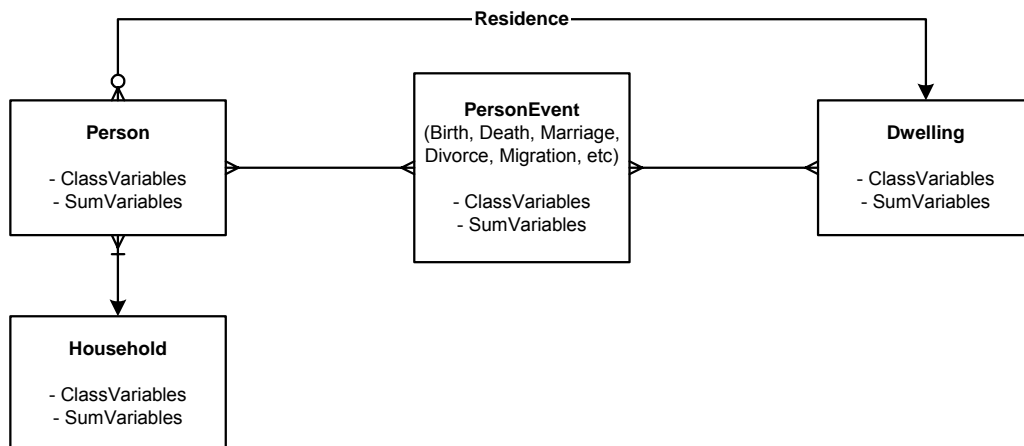 Residence
Person
- ClassVariables
- SumVariables
PersonEvent
(Birth, Death, Marriage,
Divorce, Migration, etc)
- ClassVariables
- SumVariables
Dwelling
- ClassVariables
- SumVariables
Household
- ClassVariables
- SumVariables